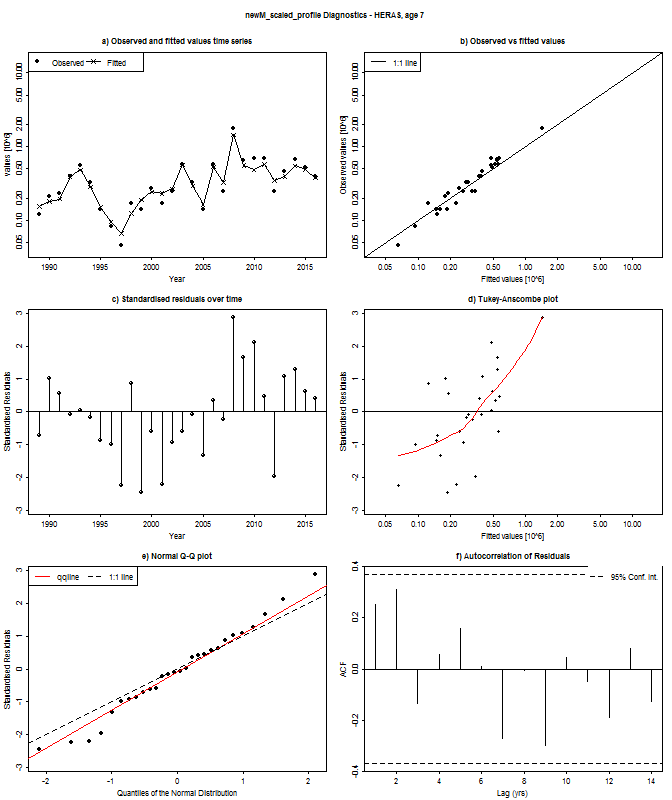 newM_scaled_profile Diagnostics - HERAS, age 7
a) Observed and fitted values time series
Observed Fitted
values [10^6]
0.05 0.10 0.20 0.50 1.00 2.00 5.00 10.00
1990 1995 2000 2005 2010 2015
Year
b) Observed vs fitted values
1:1 line
Observed values [10^6]
0.05 0.10 0.20 0.50 1.00 2.00 5.00 10.00
0.05 0.10 0.20 0.50 1.00 2.00 5.00 10.00
Fitted values [10^6]
c) Standardised residuals over time
Standardised Residuals
-3 -2 -1 0 1 2 3
1990 1995 2000 2005 2010 2015
Year
d) Tukey-Anscombe plot
Standardised Residuals
-3 -2 -1 0 1 2 3
0.05 0.10 0.20 0.50 1.00 2.00 5.00 10.00
Fitted values [10^6]
e) Normal Q-Q plot
qqline 1:1 line
Standardised Residuals
-3 -2 -1 0 1 2 3
-2 -1 0 1 2
Quantiles of the Normal Distribution
f) Autocorrelation of Residuals
95% Conf. Int.
ACF
-0.4 -0.2 0.0 0.2 0.4
2 4 6 8 10 12 14
Lag (yrs)